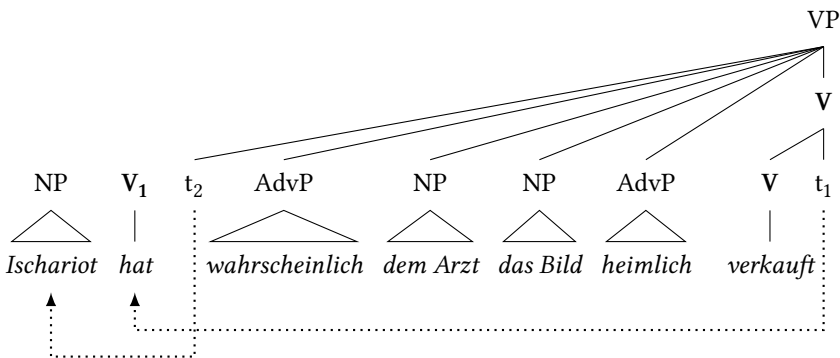 VP
V
NP V₁ t₂ AdvP NP NP AdvP V t₁
Ischariot hat wahrscheinlich dem Arzt das Bild heimlich verkauft